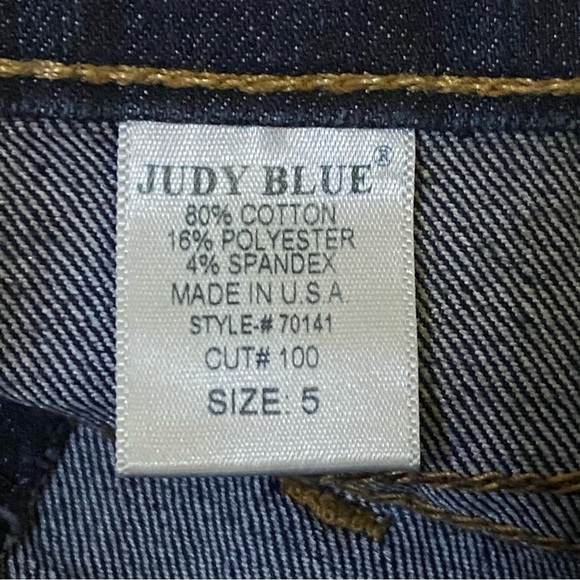 JUDY BLUE®
80% COTTON
16% POLYESTER
4% SPANDEX
MADE IN U.S.A.
STYLE-# 70141
CUT# 100
SIZE: 5